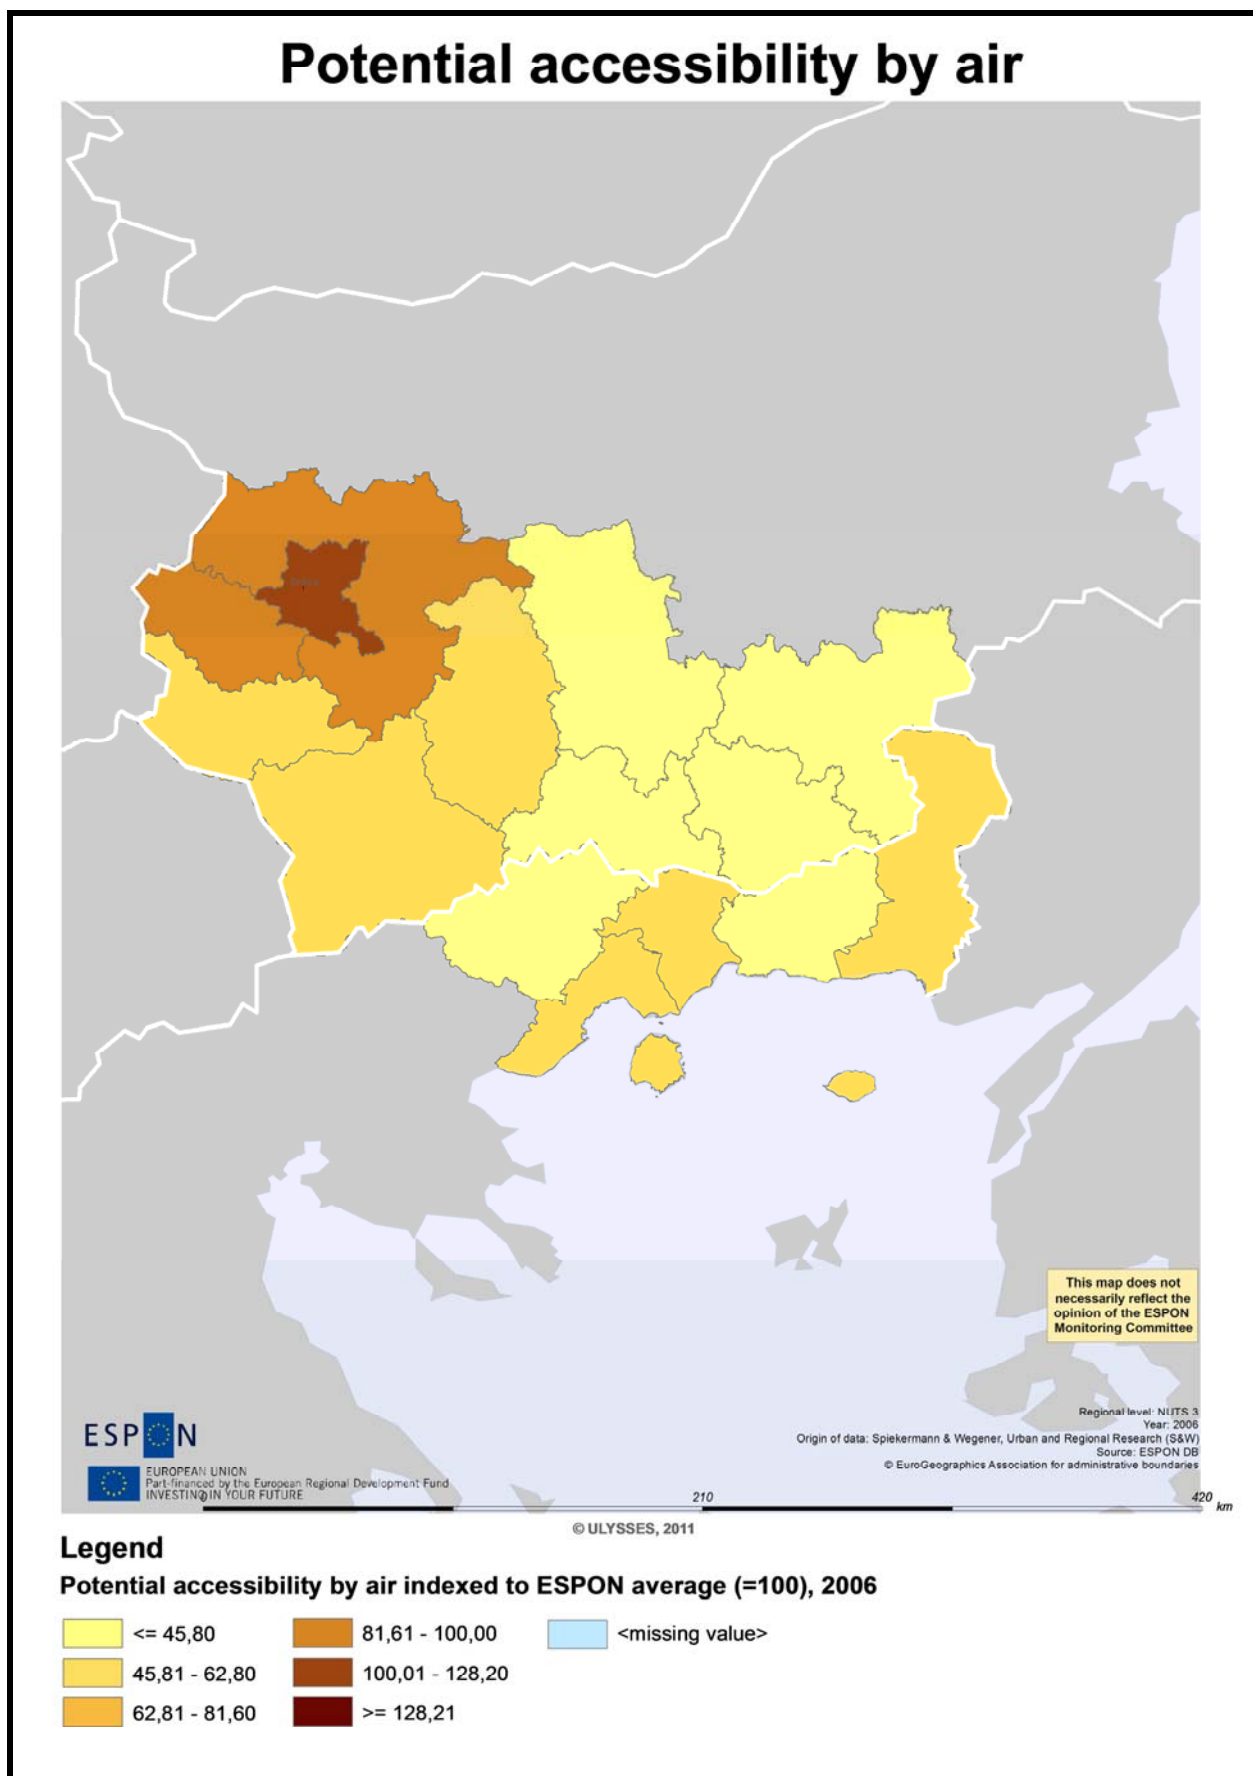 Potential accessibility by air
This map does not
necessarily reflect the
opinion of the ESPON
Monitoring Committee
Regional level: NUTS 3
Year: 2006
Origin of data: Spiekermann & Wegener, Urban and Regional Research (S&W)
Source: ESPON DB
© EuroGeographics Association for administrative boundaries
ESPON
EUROPEAN UNION
Part-financed by the European Regional Development Fund
INVESTING IN YOUR FUTURE
0 210 420 km
© ULYSSES, 2011
Legend
Potential accessibility by air indexed to ESPON average (=100), 2006
<= 45,80
45,81 - 62,80
62,81 - 81,60
81,61 - 100,00
100,01 - 128,20
>= 128,21
<missing value>